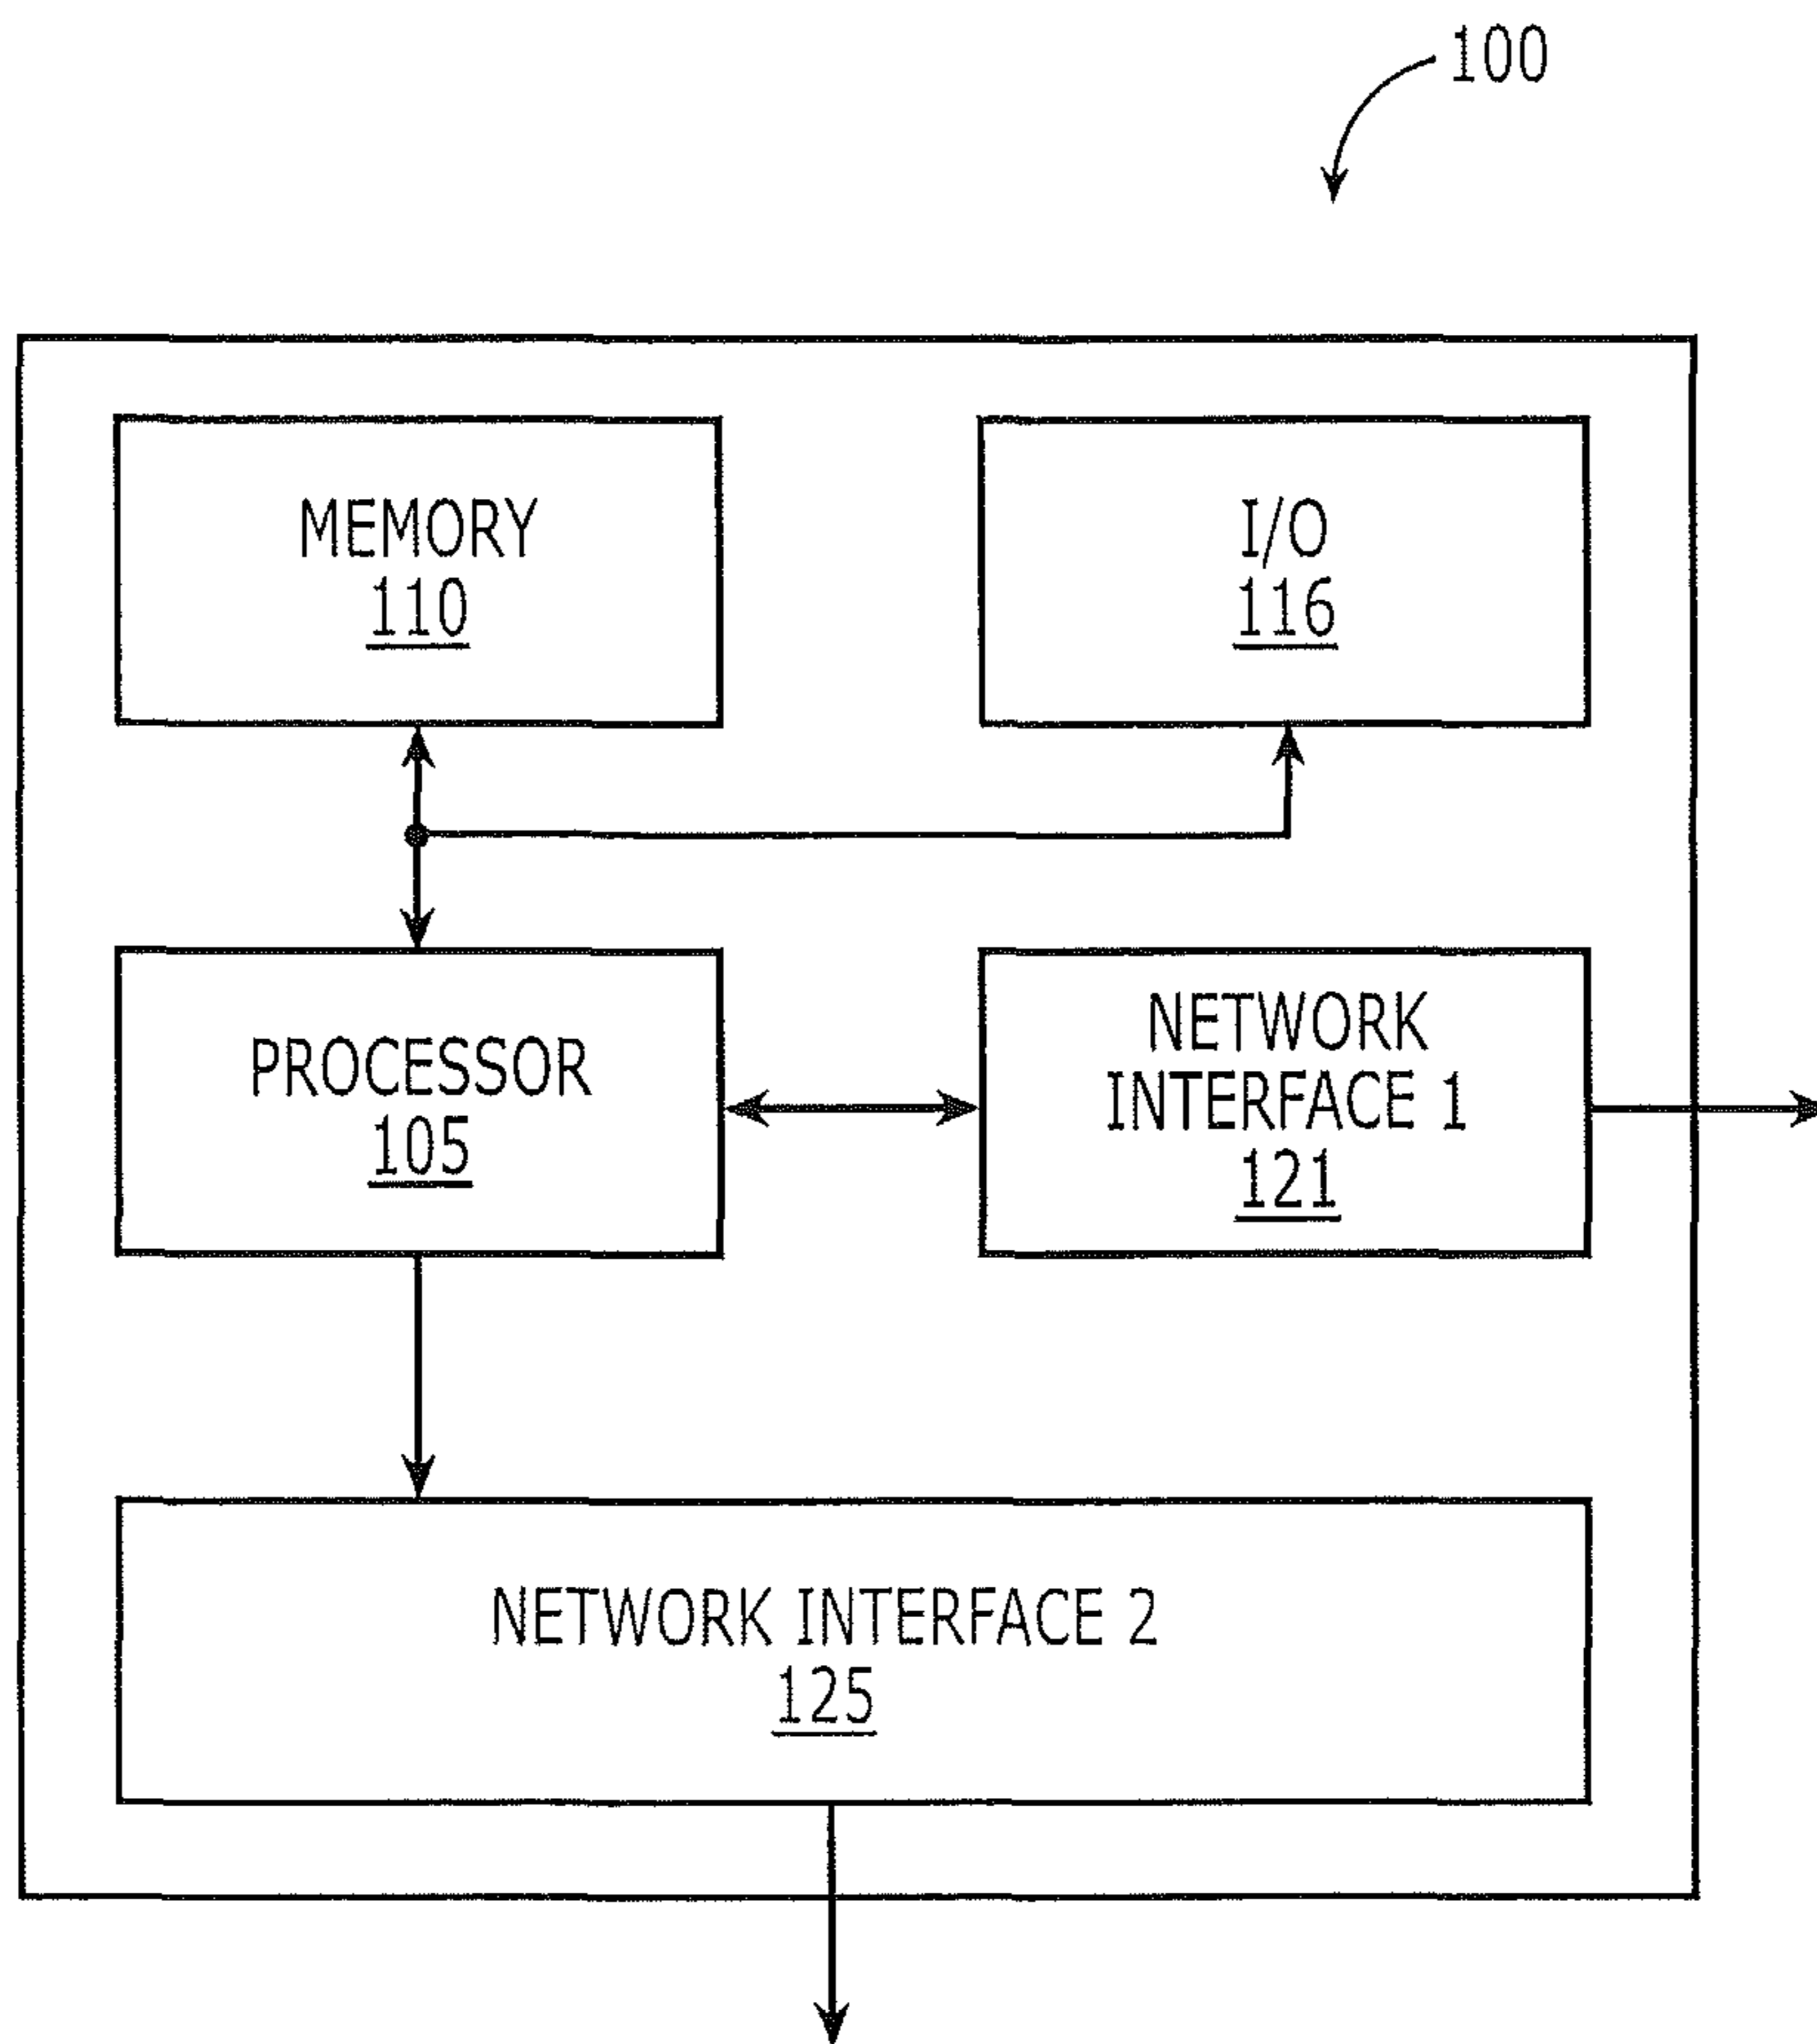 100
MEMORY
110
I/O
116
PROCESSOR
105
NETWORK
INTERFACE 1
121
NETWORK INTERFACE 2
125